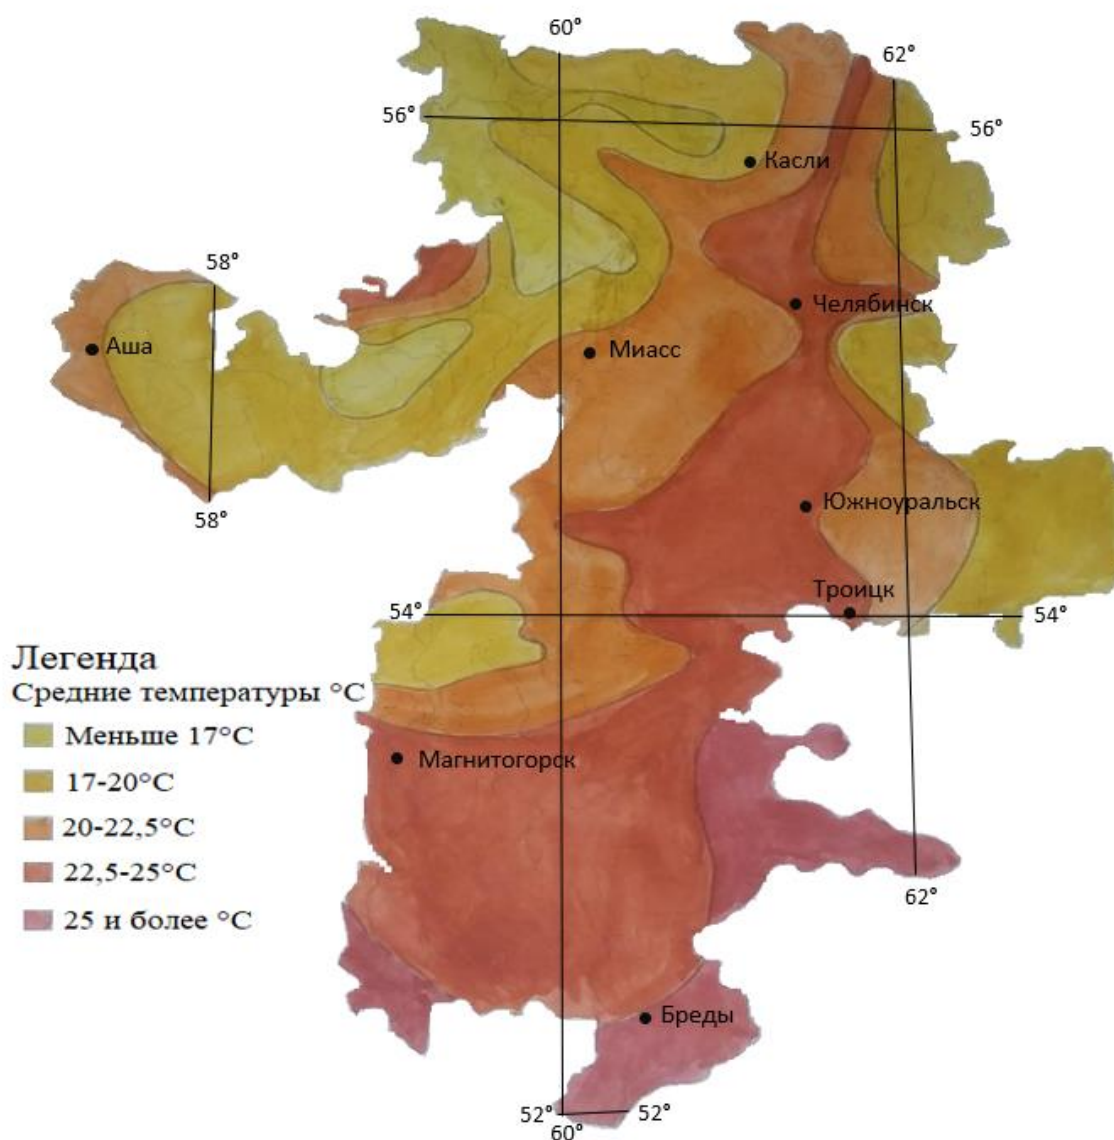 60°
62°
56°
56°
Касли
58°
Челябинск
Аша
Миасс
Южноуральск
58°
Троицк
54°
54°
Легенда
Средние температуры °C
Меньше 17°C
17-20°C
20-22,5°C
22,5-25°C
25 и более °C
Магнитогорск
62°
Бреды
52°
52°
60°